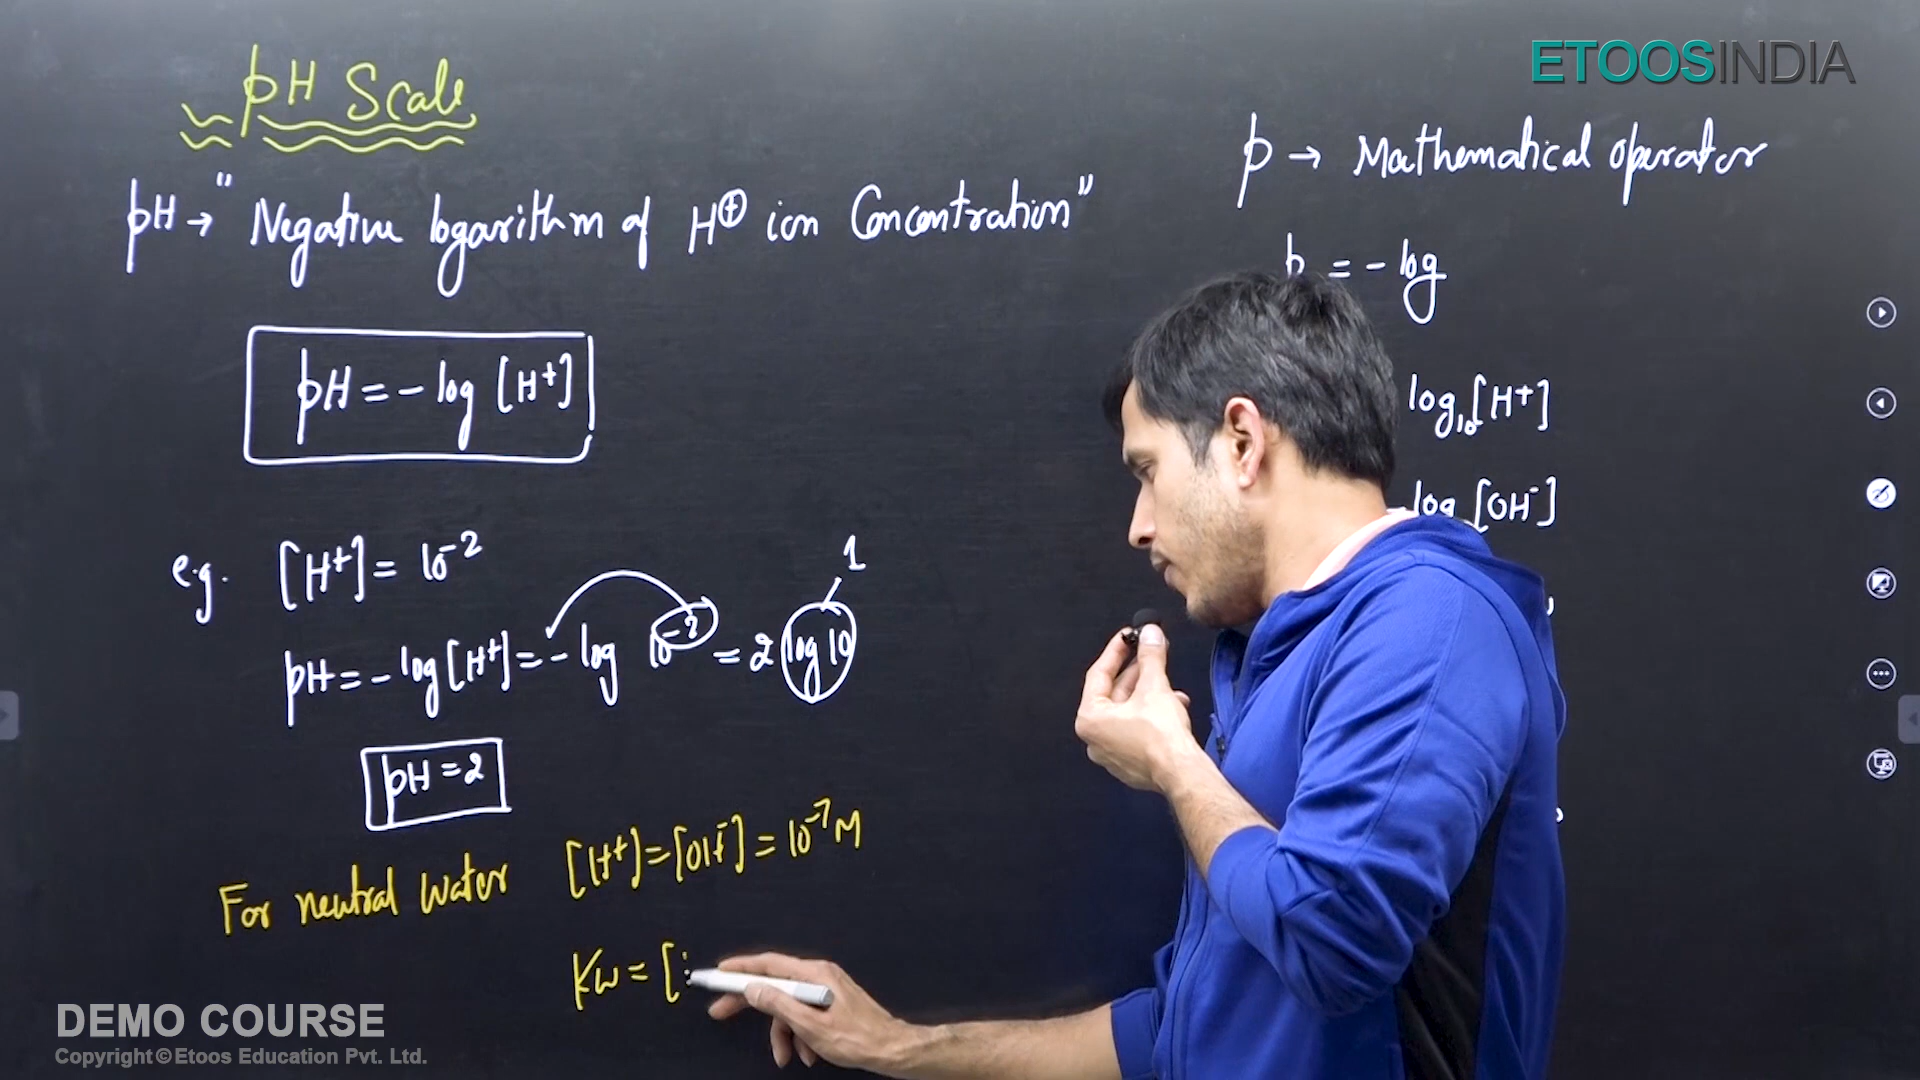 ETOOSINDIA
pH Scale
pH → "Negative logarithm of H⊕ ion Concentration"
pH = - log [H⁺]
e.g. [H⁺] = 10⁻²
pH = - log [H⁺] = - log 10⁻² = 2 log 10
1
pH = 2
For neutral water [H⁺] = [OH⁻] = 10⁻⁷ M
Kw = [
p → Mathematical operator
p = - log
log₁₀ [H⁺]
log [OH⁻]
DEMO COURSE
Copyright © Etoos Education Pvt. Ltd.